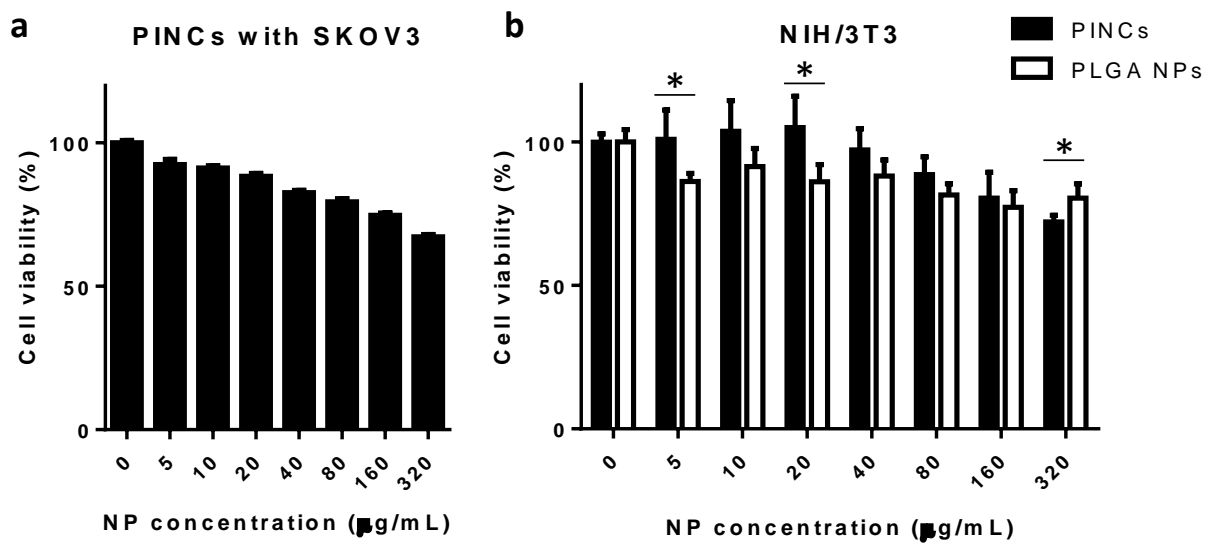 a
PINCs with SKOV3
Cell viability (%)
100
50
0
0 5 10 20 40 80 160 320
NP concentration (μg/mL)
b
NIH/3T3
PINCs
PLGA NPs
* * *
Cell viability (%)
100
50
0
0 5 10 20 40 80 160 320
NP concentration (μg/mL)